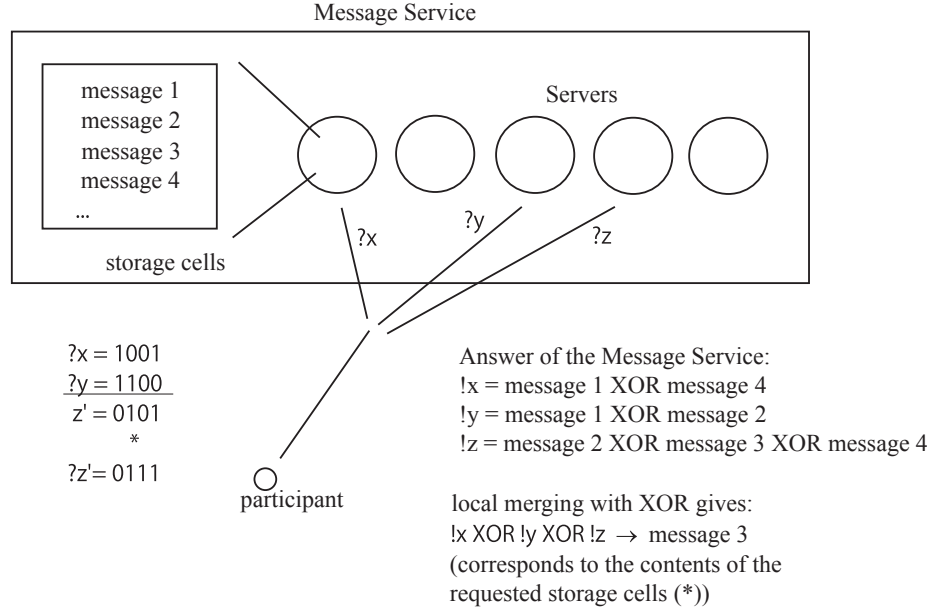 Message Service
message 1
message 2
message 3
message 4
...
Servers
storage cells
?x
?y
?z
?x = 1001
?y = 1100
z' = 0101
*
?z'= 0111
participant
Answer of the Message Service:
!x = message 1 XOR message 4
!y = message 1 XOR message 2
!z = message 2 XOR message 3 XOR message 4
local merging with XOR gives:
!x XOR !y XOR !z → message 3
(corresponds to the contents of the
requested storage cells (*))